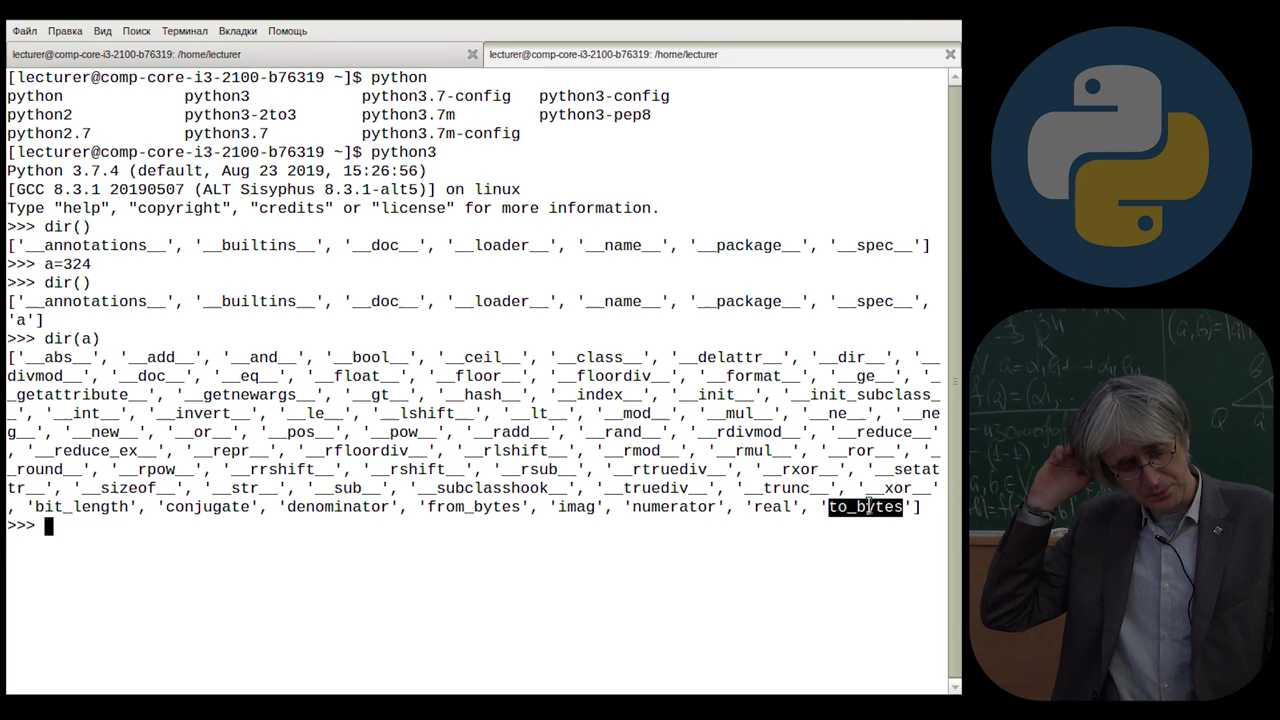 Файл Правка Вид Поиск Терминал Вкладки Помощь
lecturer@comp-core-i3-2100-b76319: /home/lecturer lecturer@comp-core-i3-2100-b76319: /home/lecturer
[lecturer@comp-core-i3-2100-b76319 ~]$ python
python python3 python3.7-config python3-config
python2 python3-2to3 python3.7m python3-pep8
python2.7 python3.7 python3.7m-config
[lecturer@comp-core-i3-2100-b76319 ~]$ python3
Python 3.7.4 (default, Aug 23 2019, 15:26:56)
[GCC 8.3.1 20190507 (ALT Sisyphus 8.3.1-alt5)] on linux
Type "help", "copyright", "credits" or "license" for more information.
>>> dir()
['__annotations__', '__builtins__', '__doc__', '__loader__', '__name__', '__package__', '__spec__']
>>> a=324
>>> dir()
['__annotations__', '__builtins__', '__doc__', '__loader__', '__name__', '__package__', '__spec__',
'a']
>>> dir(a)
['__abs__', '__add__', '__and__', '__bool__', '__ceil__', '__class__', '__delattr__', '__dir__', '__
divmod__', '__doc__', '__eq__', '__float__', '__floor__', '__floordiv__', '__format__', '__ge__', '_
_getattribute__', '__getnewargs__', '__gt__', '__hash__', '__index__', '__init__', '__init_subclass_
_', '__int__', '__invert__', '__le__', '__lshift__', '__lt__', '__mod__', '__mul__', '__ne__', '__ne
g__', '__new__', '__or__', '__pos__', '__pow__', '__radd__', '__rand__', '__rdivmod__', '__reduce__'
, '__reduce_ex__', '__repr__', '__rfloordiv__', '__rlshift__', '__rmod__', '__rmul__', '__ror__', '_
_round__', '__rpow__', '__rrshift__', '__rshift__', '__rsub__', '__rtruediv__', '__rxor__', '__setat
tr__', '__sizeof__', '__str__', '__sub__', '__subclasshook__', '__truediv__', '__trunc__', '__xor__'
, 'bit_length', 'conjugate', 'denominator', 'from_bytes', 'imag', 'numerator', 'real', 'to_bytes']
>>>